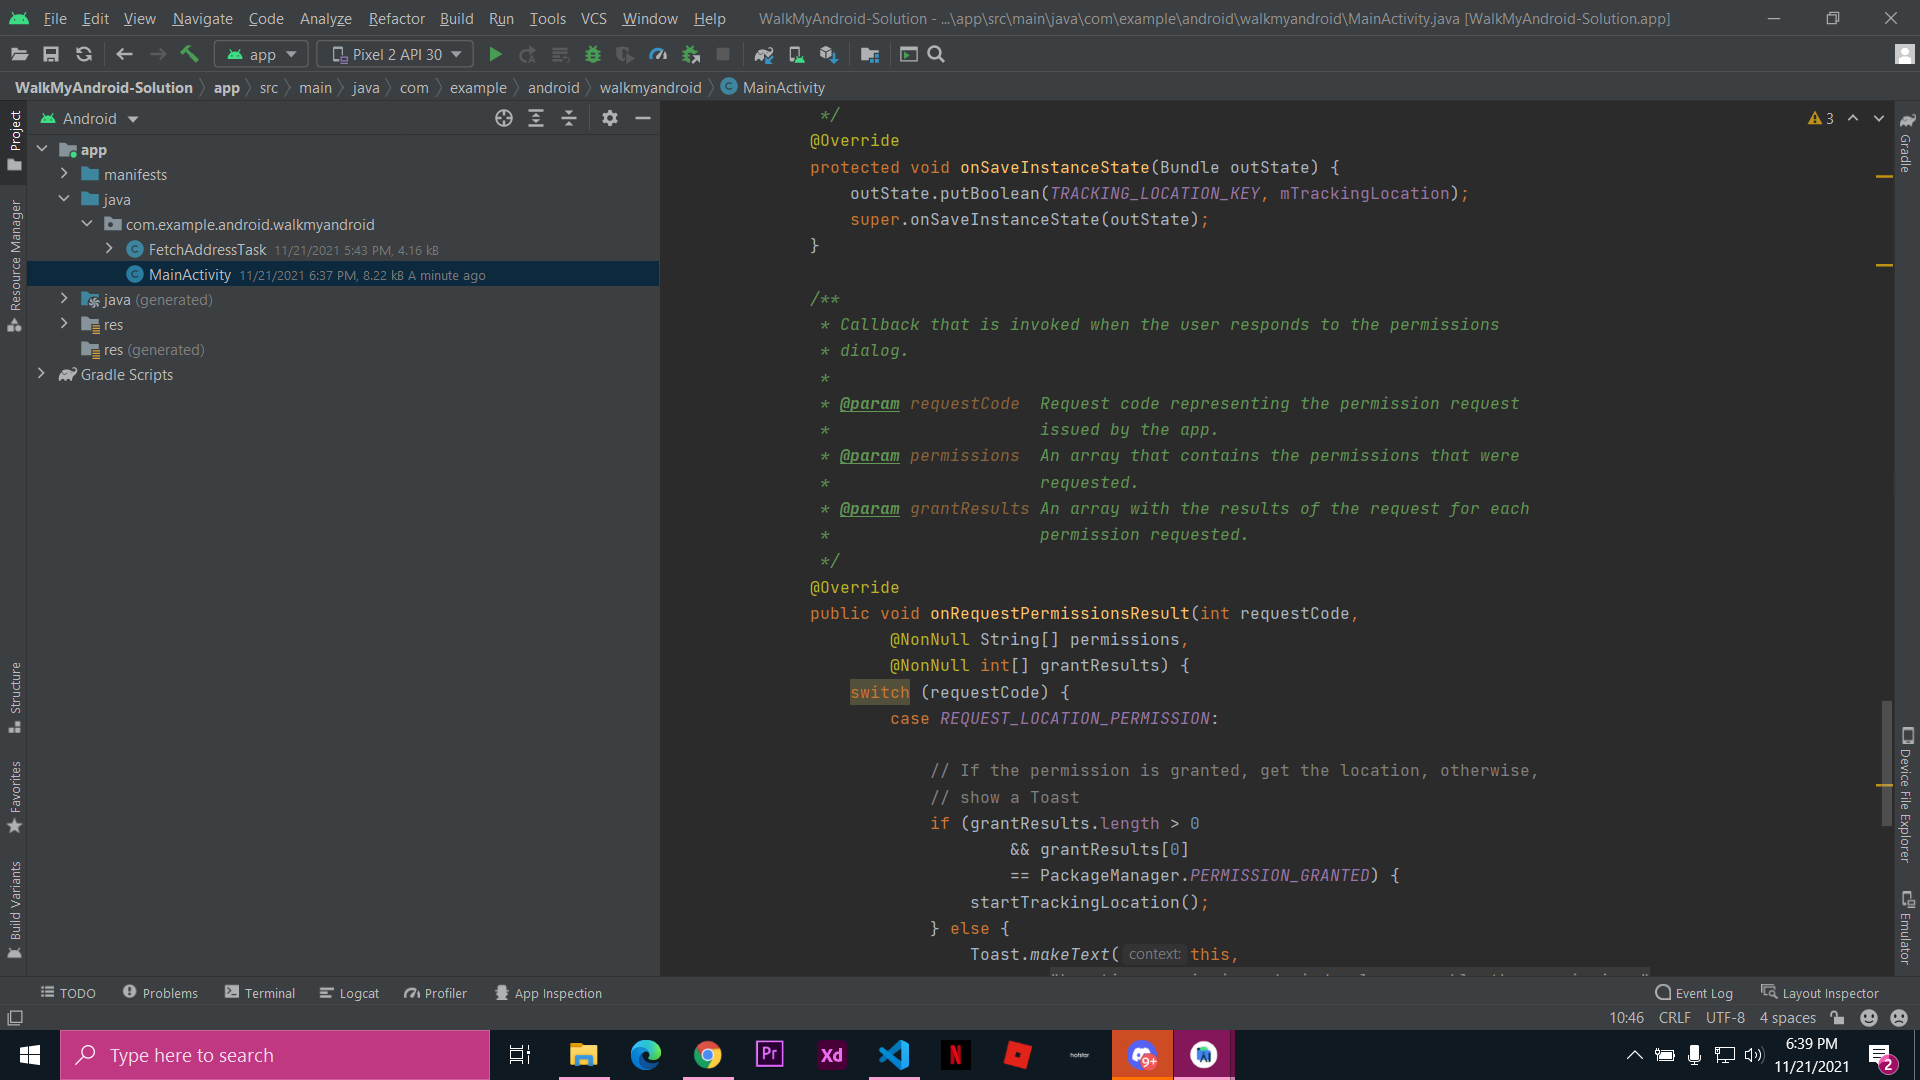 File Edit View Navigate Code Analyze Refactor Build Run Tools VCS Window Help WalkMyAndroid-Solution - ...\app\src\main\java\com\example\android\walkmyandroid\MainActivity.java [WalkMyAndroid-Solution.app]
app Pixel 2 API 30
WalkMyAndroid-Solution app src main java com example android walkmyandroid MainActivity
Project
Resource Manager
Structure
Favorites
Build Variants
Android
app
manifests
java
com.example.android.walkmyandroid
FetchAddressTask 11/21/2021 5:43 PM, 4.16 kB
MainActivity 11/21/2021 6:37 PM, 8.22 kB A minute ago
java (generated)
res
res (generated)
Gradle Scripts
3
*/
@Override
protected void onSaveInstanceState(Bundle outState) {
outState.putBoolean(TRACKING_LOCATION_KEY, mTrackingLocation);
super.onSaveInstanceState(outState);
}
/**
* Callback that is invoked when the user responds to the permissions
* dialog.
*
* @param requestCode Request code representing the permission request
* issued by the app.
* @param permissions An array that contains the permissions that were
* requested.
* @param grantResults An array with the results of the request for each
* permission requested.
*/
@Override
public void onRequestPermissionsResult(int requestCode,
@NonNull String[] permissions,
@NonNull int[] grantResults) {
switch (requestCode) {
case REQUEST_LOCATION_PERMISSION:
// If the permission is granted, get the location, otherwise,
// show a Toast
if (grantResults.length > 0
&& grantResults[0]
== PackageManager.PERMISSION_GRANTED) {
startTrackingLocation();
} else {
Toast.makeText( context: this,
Gradle
Device File Explorer
Emulator
TODO Problems Terminal Logcat Profiler App Inspection Event Log Layout Inspector
10:46 CRLF UTF-8 4 spaces
Type here to search
Pr
Xd
N
hotstar
9+
6:39 PM
11/21/2021
2